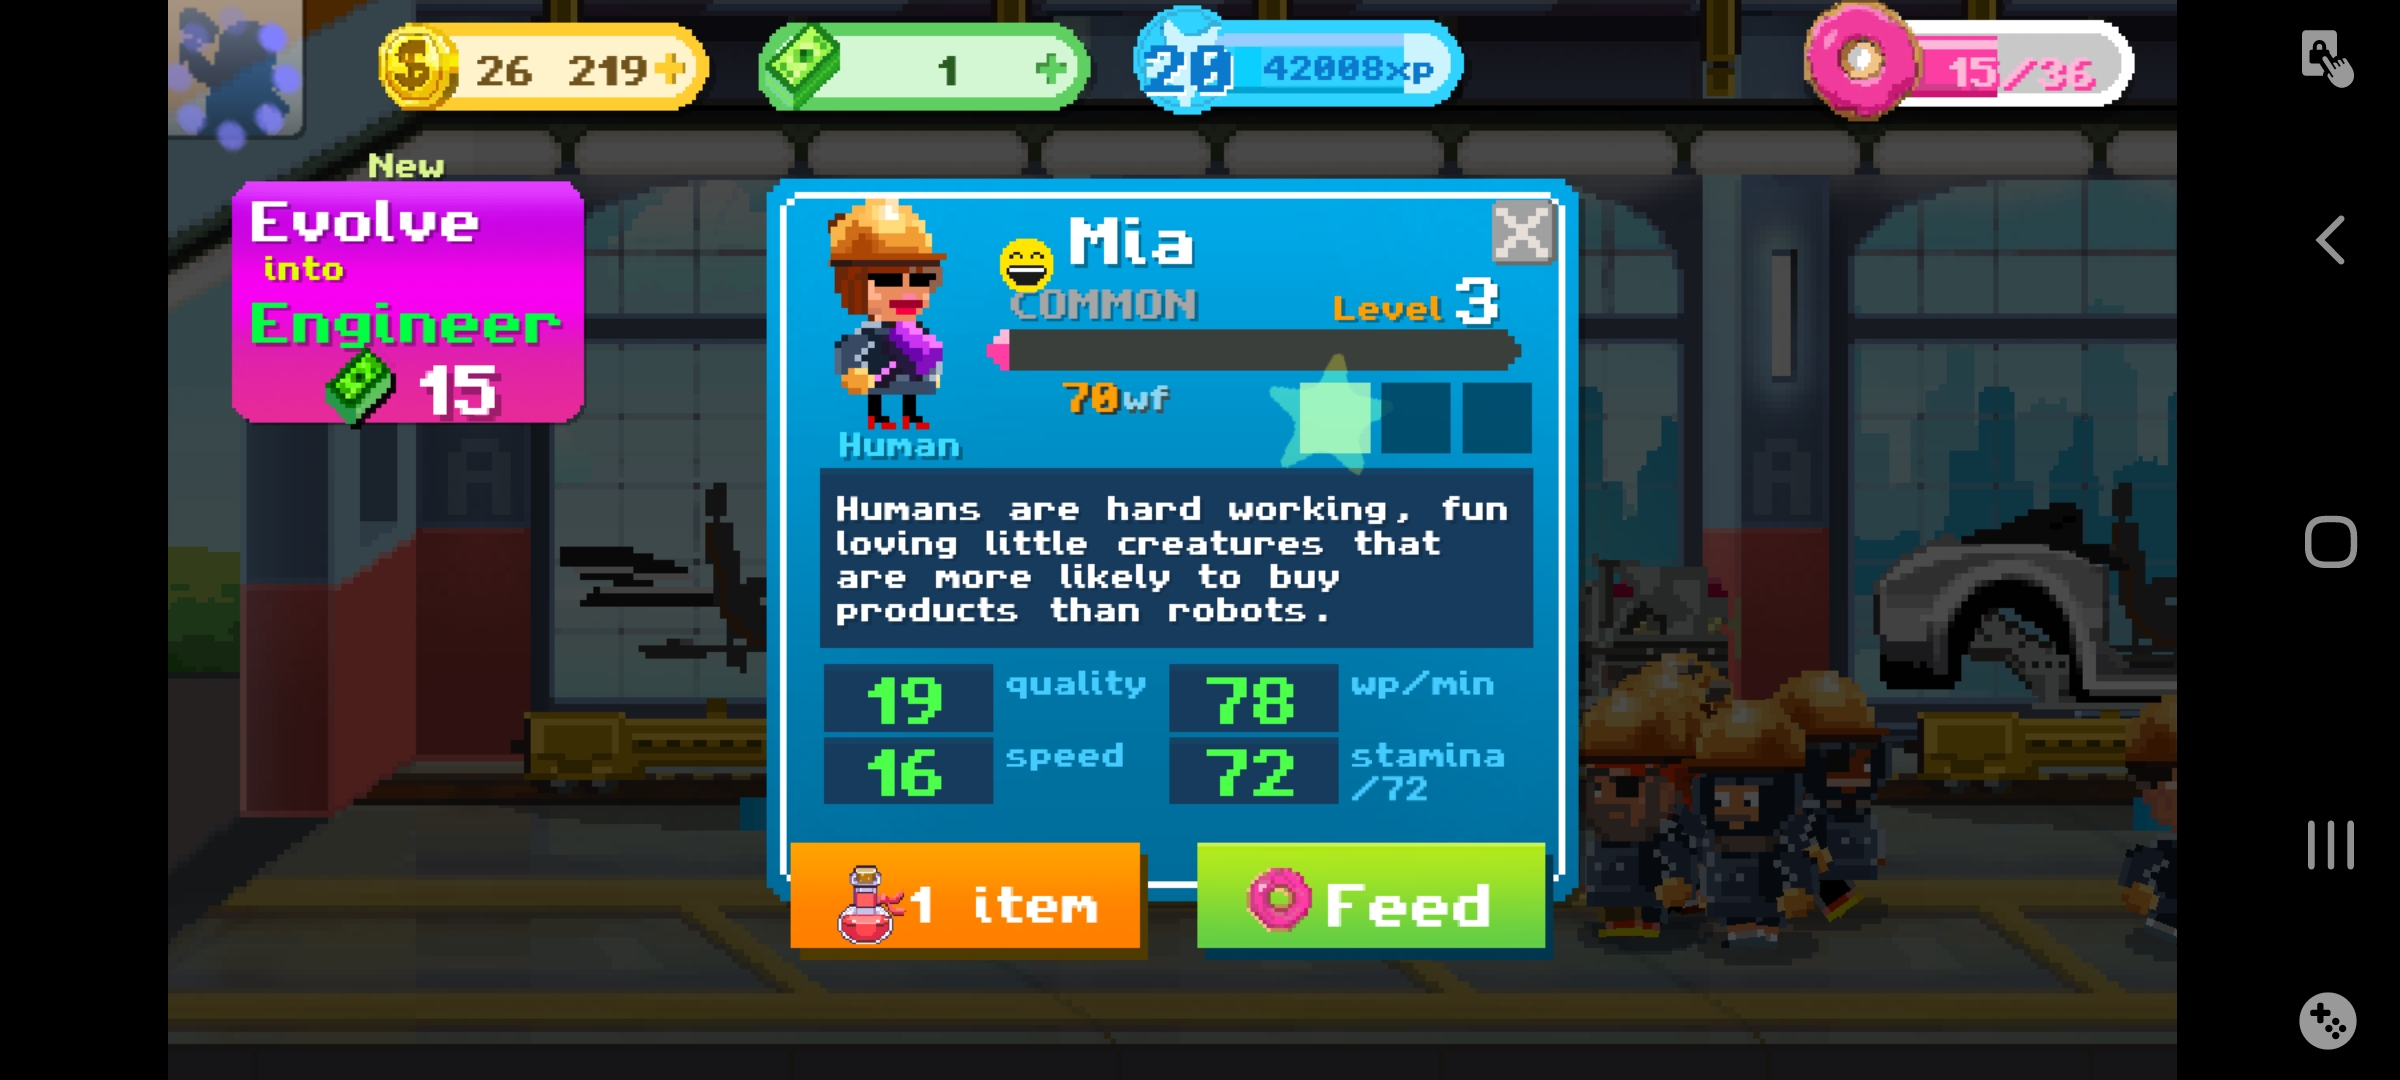 26 219
1
20
42008xp
15/36
New
Evolve
into
Engineer
15
Mia
COMMON
Level 3
70wf
Human
Humans are hard working, fun
loving little creatures that
are more likely to buy
products than robots.
19 quality
78 wp/min
16 speed
72 stamina
/72
1 item
Feed